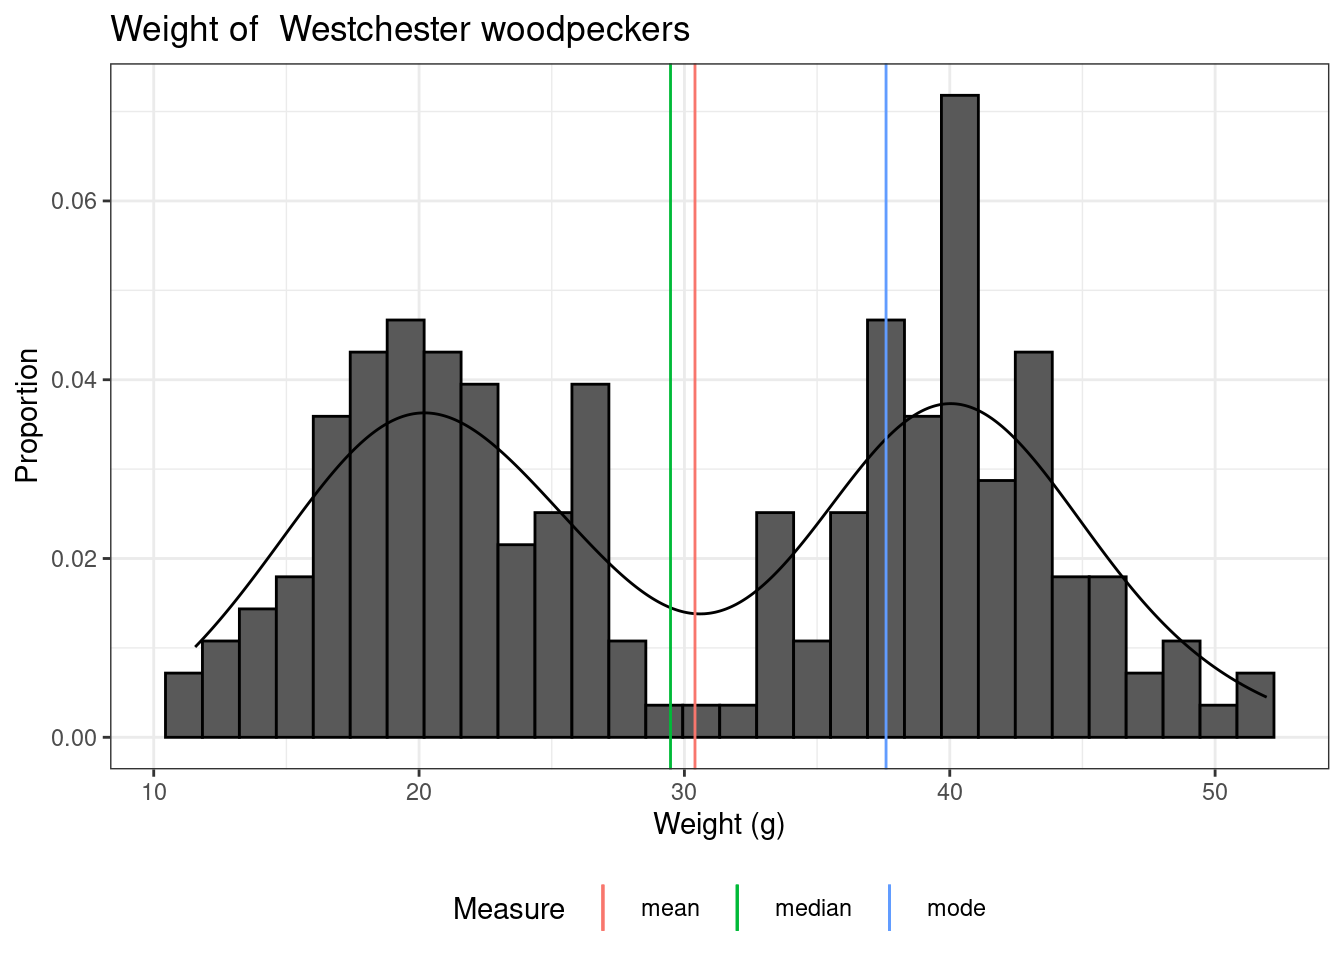 Weight of  Westchester woodpeckers
0.06
0.04
0.02
0.00
Proportion
10 20 30 40 50
Weight (g)
Measure mean median mode